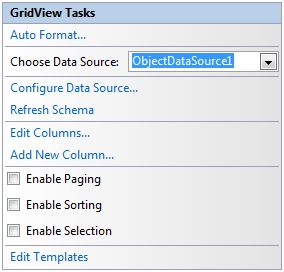 GridView Tasks
Auto Format...
Choose Data Source: ObjectDataSource1
Configure Data Source...
Refresh Schema
Edit Columns...
Add New Column...
Enable Paging
Enable Sorting
Enable Selection
Edit Templates